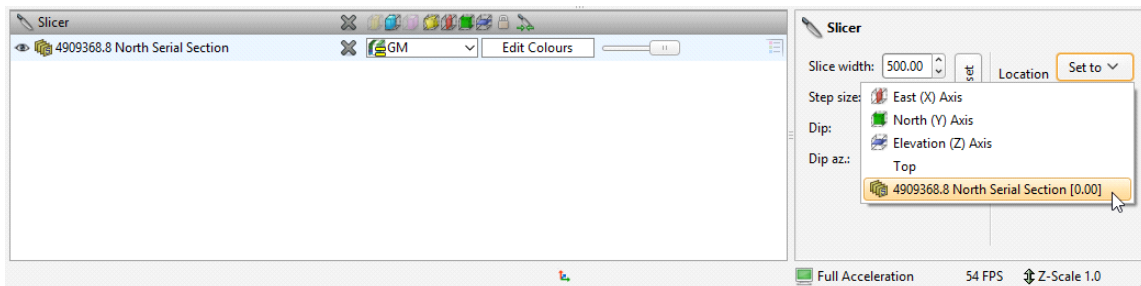 Slicer
4909368.8 North Serial Section GM Edit Colours
Slicer
Slice width: 500.00 set Location Set to
Step size:
Dip:
Dip az.:
East (X) Axis
North (Y) Axis
Elevation (Z) Axis
Top
4909368.8 North Serial Section [0.00]
Full Acceleration 54 FPS Z-Scale 1.0